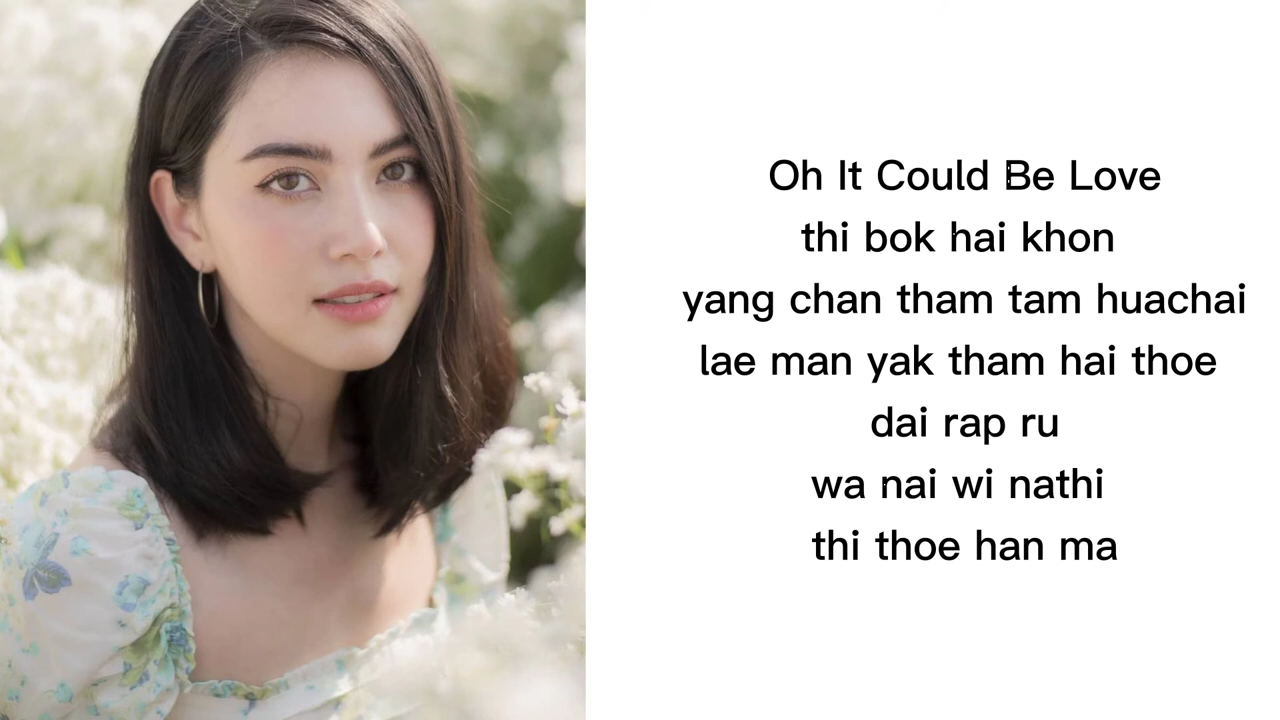 Oh It Could Be Love
thi bok hai khon
yang chan tham tam huachai
lae man yak tham hai thoe
dai rap ru
wa nai wi nathi
thi thoe han ma